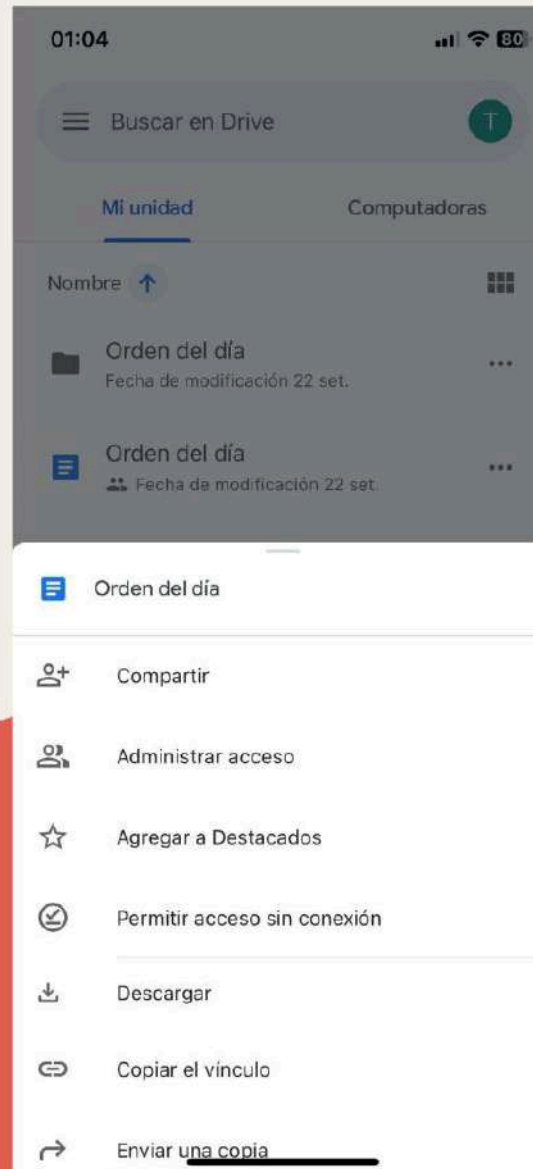 01:04
80
Buscar en Drive
T
Mi unidad
Computadoras
Nombre
Orden del día
Fecha de modificación 22 set.
Orden del día
Fecha de modificación 22 set.
Orden del día
Compartir
Administrar acceso
Agregar a Destacados
Permitir acceso sin conexión
Descargar
Copiar el vínculo
Enviar una copia